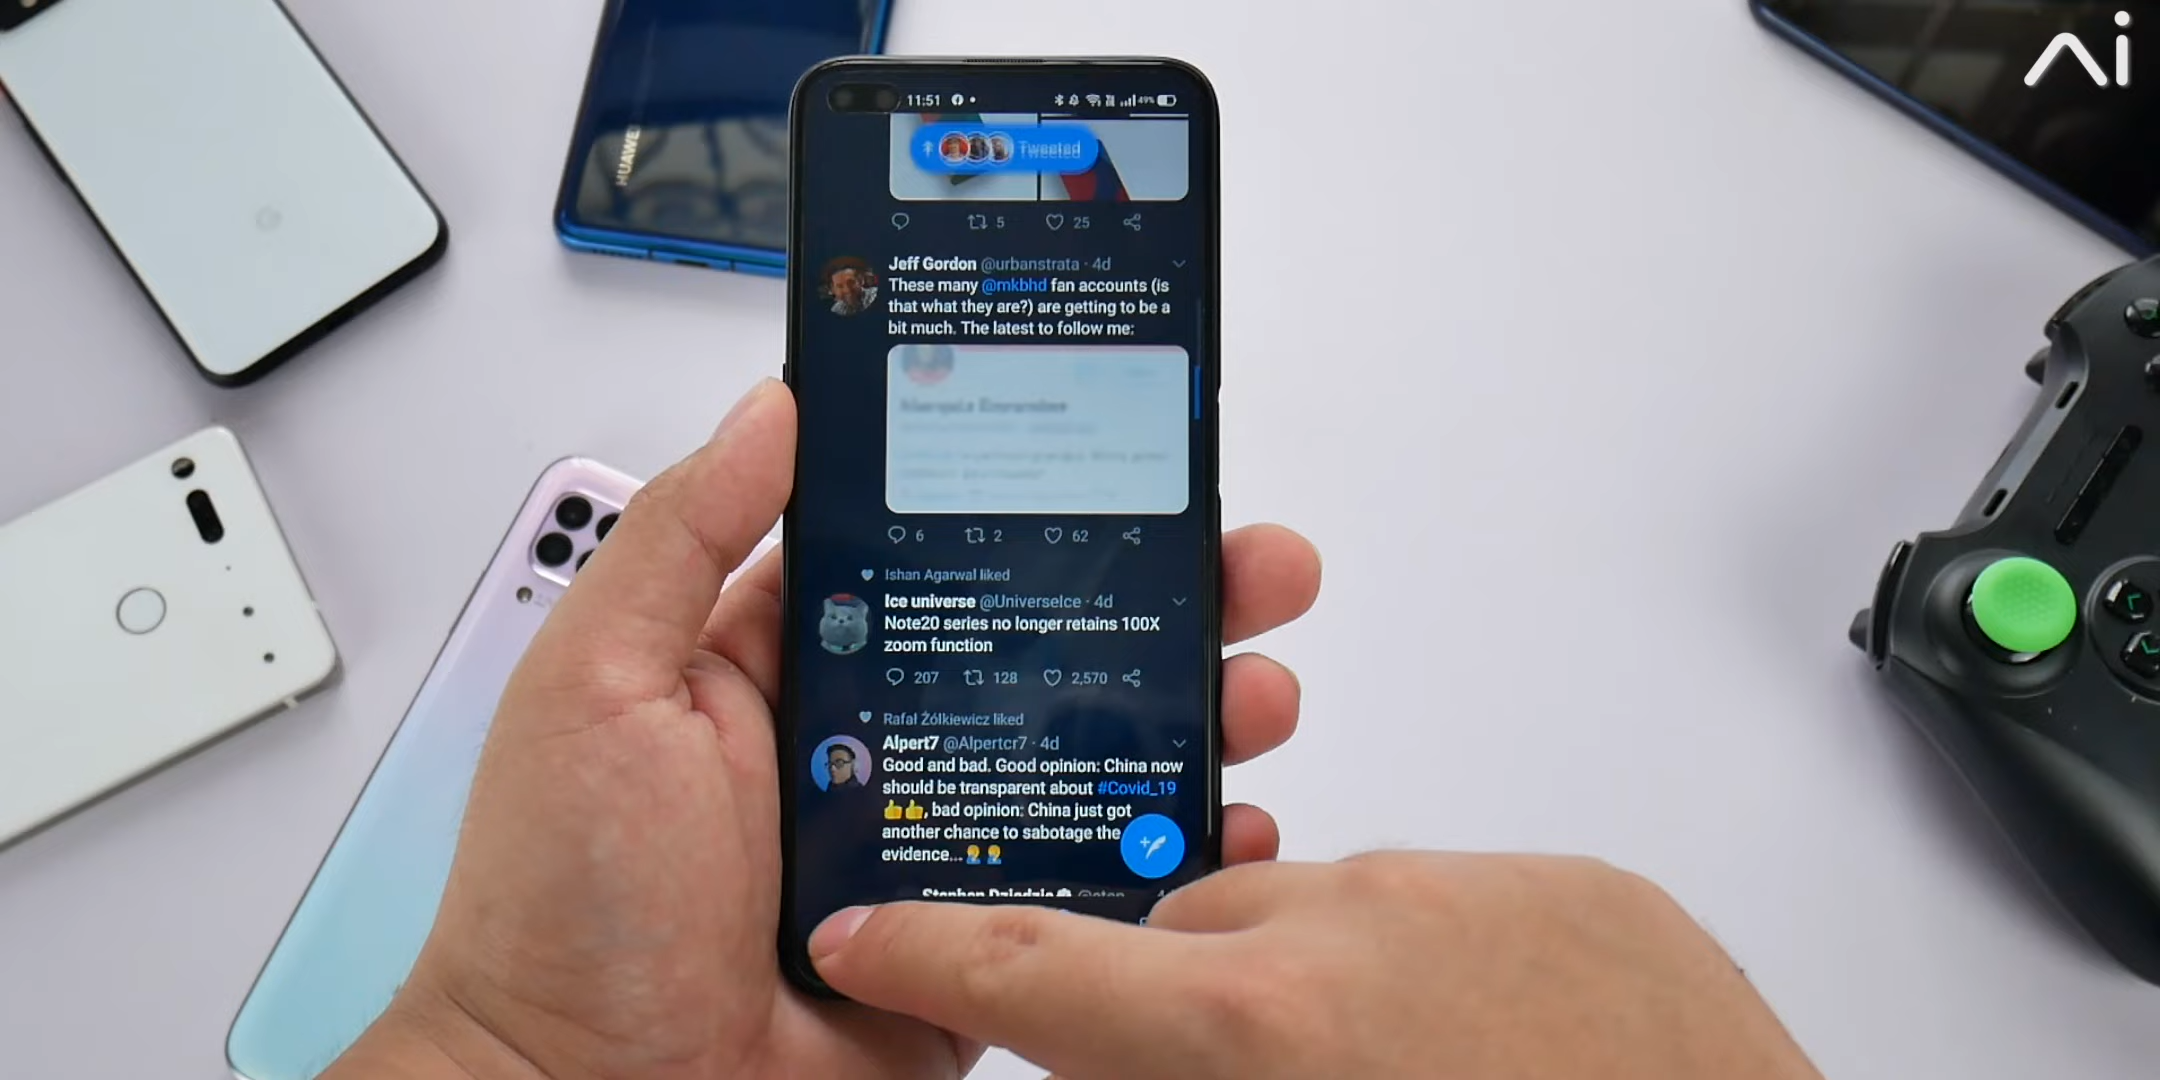 Ai
HUAWEI
11:51
49%
Tweeted
5 25
Jeff Gordon @urbanstrata · 4d
These many @mkbhd fan accounts (is
that what they are?) are getting to be a
bit much. The latest to follow me:
6 2 62
Ishan Agarwal liked
Ice universe @UniverseIce · 4d
Note20 series no longer retains 100X
zoom function
207 128 2,570
Rafał Żółkiewicz liked
Alpert7 @Alpertcr7 · 4d
Good and bad. Good opinion: China now
should be transparent about #Covid_19
👍👍, bad opinion: China just got
another chance to sabotage the
evidence...